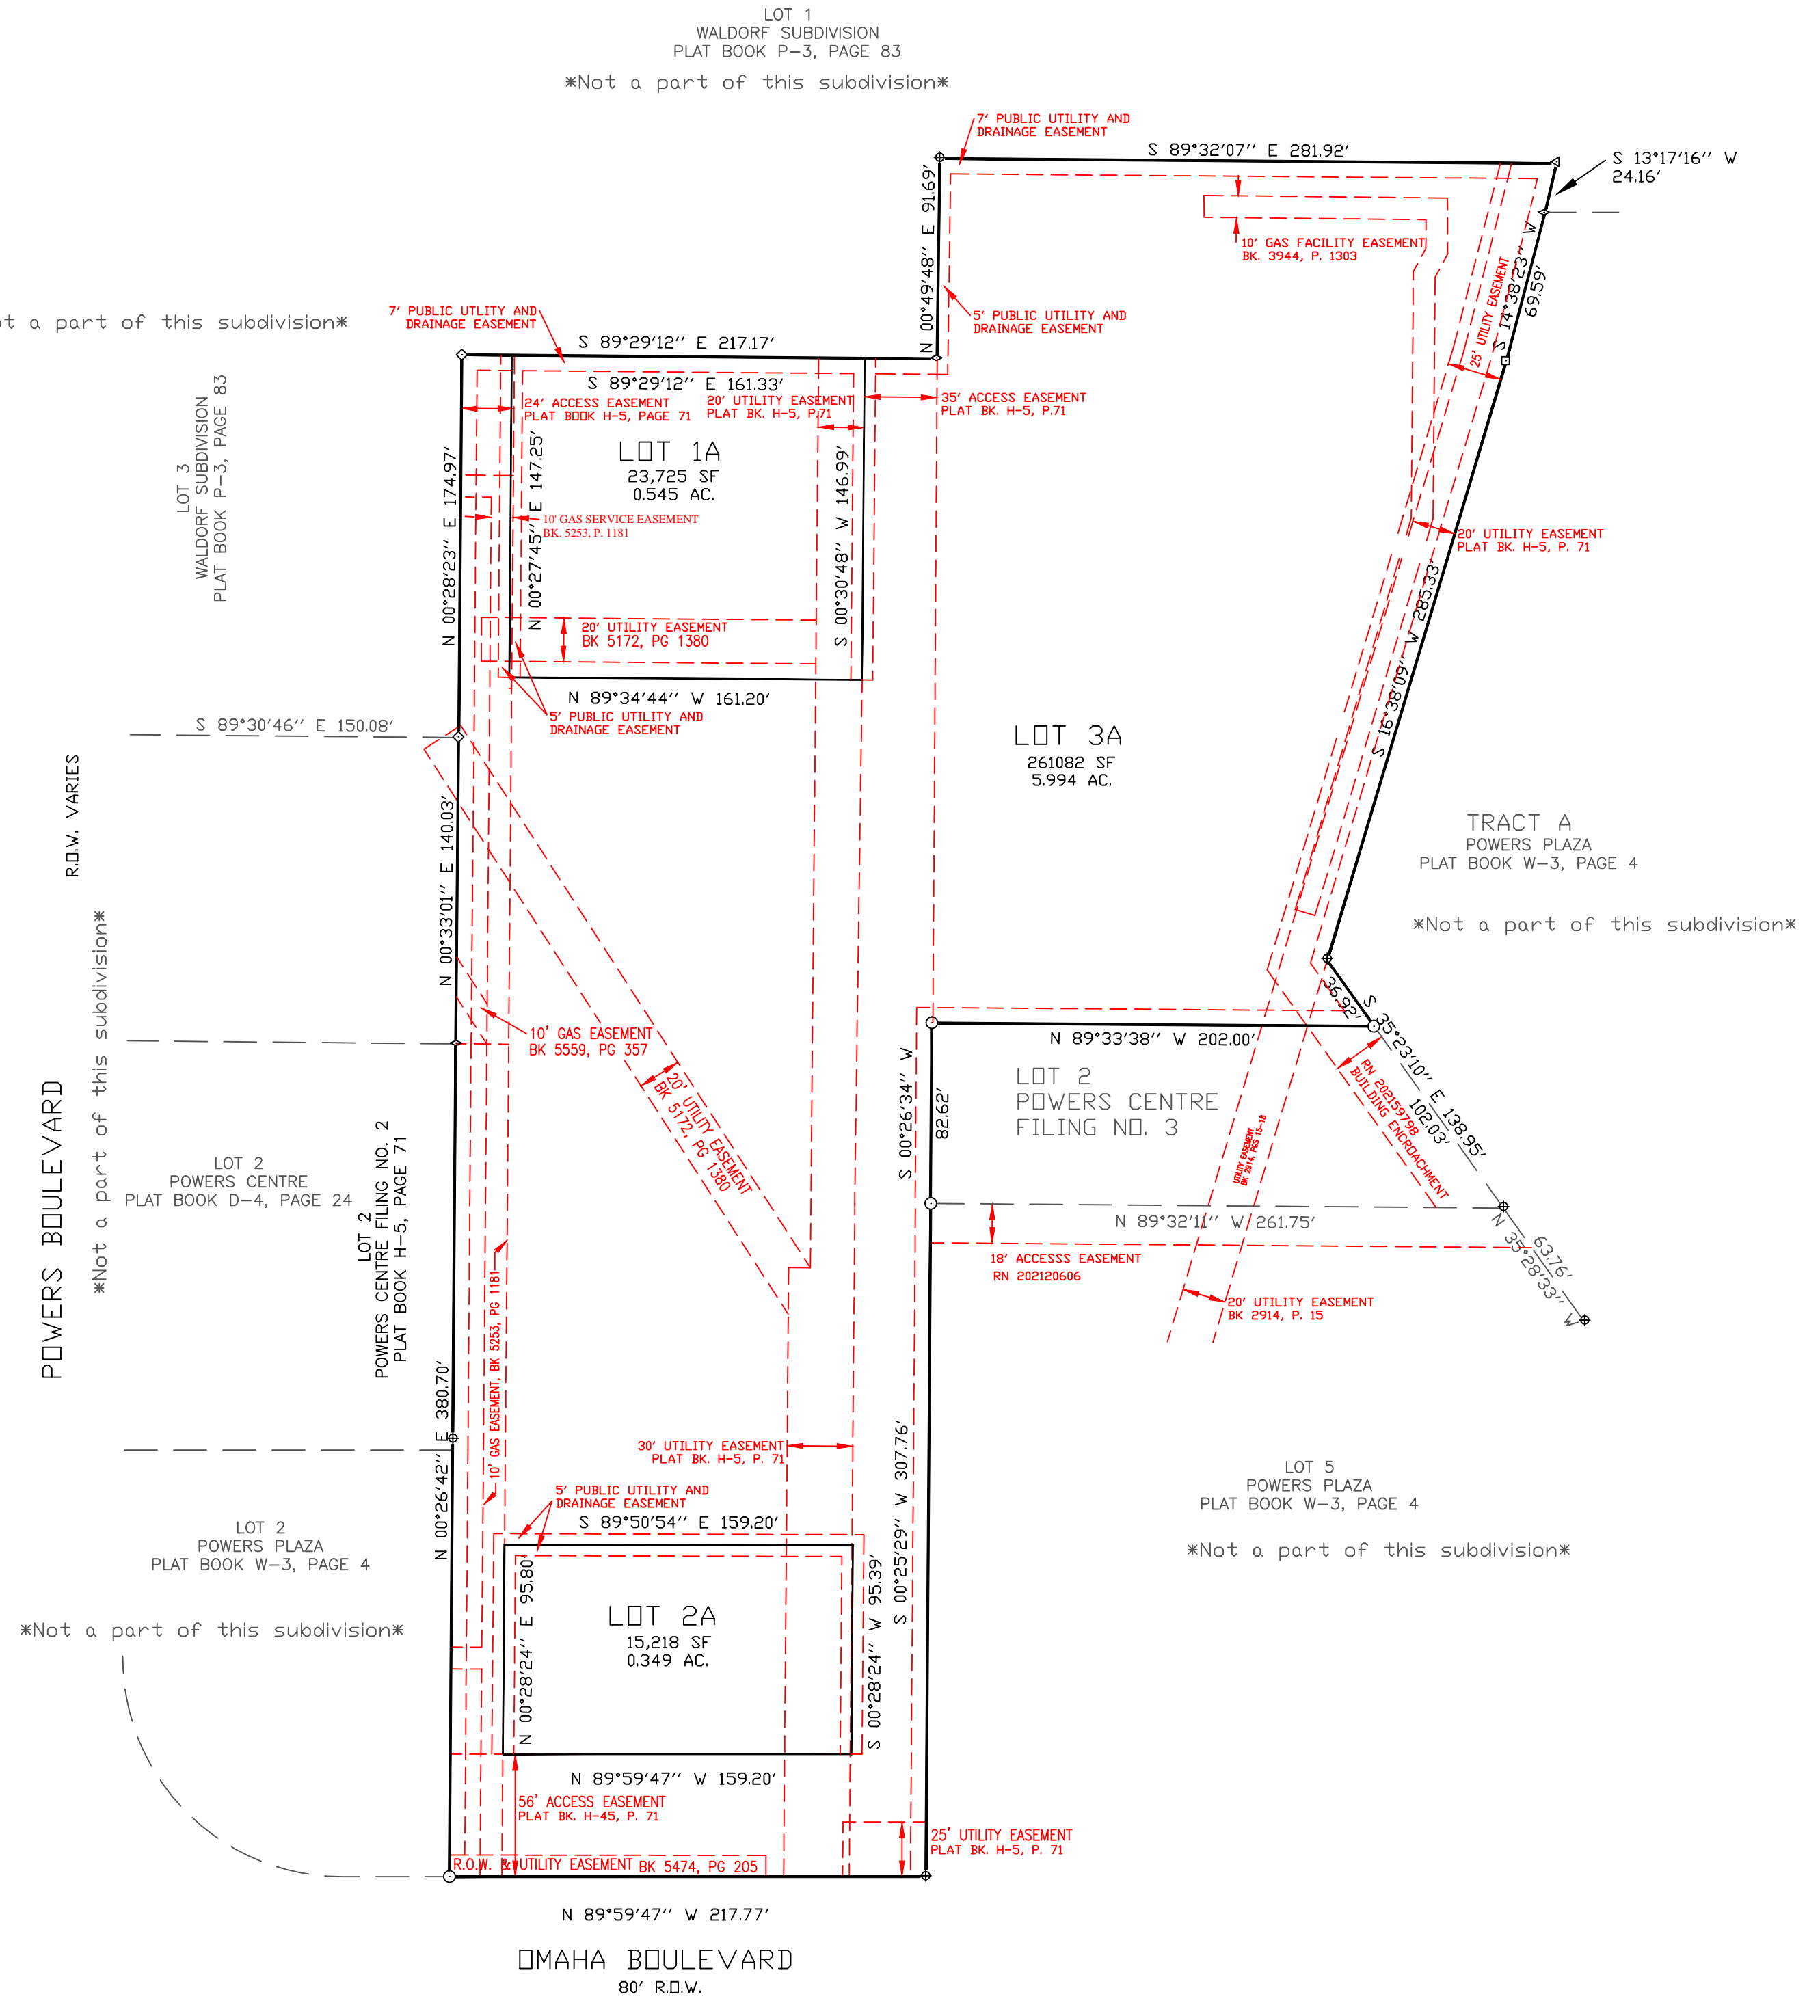 LOT 1
WALDORF SUBDIVISION
PLAT BOOK P-3, PAGE 83
*Not a part of this subdivision*
7' PUBLIC UTILITY AND
DRAINAGE EASEMENT
S 89°32'07'' E 281.92'
S 13°17'16'' W
24.16'
N 00°49'48'' E 91.69'
10' GAS FACILITY EASEMENT
BK. 3944, P. 1303
S 14°38'23'' W
69.59'
25' UTILITY EASEMENT
5' PUBLIC UTILITY AND
DRAINAGE EASEMENT
t a part of this subdivision*
7' PUBLIC UTLITY AND
DRAINAGE EASEMENT
S 89°29'12'' E 217.17'
S 89°29'12'' E 161.33'
24' ACCESS EASEMENT
PLAT BOOK H-5, PAGE 71
20' UTILITY EASEMENT
PLAT BK. H-5, P.71
35' ACCESS EASEMENT
PLAT BK. H-5, P.71
LOT 3
WALDORF SUBDIVISION
PLAT BOOK P-3, PAGE 83
N 00°28'23'' E 174.97'
N 00°27'45'' E 147.25'
LOT 1A
23,725 SF
0.545 AC.
S 00°30'48'' W 146.99'
10' GAS SERVICE EASEMENT
BK. 5253, P. 1181
20' UTILITY EASEMENT
PLAT BK. H-5, P. 71
20' UTILITY EASEMENT
BK 5172, PG 1380
N 89°34'44'' W 161.20'
5' PUBLIC UTILITY AND
DRAINAGE EASEMENT
S 16°38'09'' W 285.33'
S 89°30'46'' E 150.08'
LOT 3A
261082 SF
5.994 AC.
R.O.W. VARIES
POWERS BOULEVARD
*Not a part of this subdivision*
N 00°33'01'' E 140.03'
TRACT A
POWERS PLAZA
PLAT BOOK W-3, PAGE 4
*Not a part of this subdivision*
10' GAS EASEMENT
BK 5559, PG 357
36.92'
S 35°23'10'' E 138.95'
102.03'
N 89°33'38'' W 202.00'
LOT 2
POWERS CENTRE
FILING NO. 3
S 00°26'34'' W
82.62'
20' UTILITY EASEMENT
BK 5172, PG 1380
RN 202159798
BUILDING ENCROACHMENT
UTILITY EASEMENT
BK 2914, PGS 15-18
LOT 2
POWERS CENTRE
PLAT BOOK D-4, PAGE 24
LOT 2
POWERS CENTRE FILING NO. 2
PLAT BOOK H-5, PAGE 71
N 89°32'11'' W 261.75'
18' ACCESSS EASEMENT
RN 202120606
63.76'
N 35°28'33'' W
20' UTILITY EASEMENT
BK 2914, P. 15
10' GAS EASEMENT, BK 5253, PG 1181
N 00°26'42'' E 380.70'
30' UTILITY EASEMENT
PLAT BK. H-5, P. 71
S 00°25'29'' W 307.76'
LOT 5
POWERS PLAZA
PLAT BOOK W-3, PAGE 4
*Not a part of this subdivision*
5' PUBLIC UTILITY AND
DRAINAGE EASEMENT
S 89°50'54'' E 159.20'
LOT 2
POWERS PLAZA
PLAT BOOK W-3, PAGE 4
*Not a part of this subdivision*
N 00°28'24'' E 95.80'
LOT 2A
15,218 SF
0.349 AC.
S 00°28'24'' W 95.39'
N 89°59'47'' W 159.20'
56' ACCESS EASEMENT
PLAT BK. H-45, P. 71
25' UTILITY EASEMENT
PLAT BK. H-5, P. 71
R.O.W. & UTILITY EASEMENT BK 5474, PG 205
N 89°59'47'' W 217.77'
OMAHA BOULEVARD
80' R.O.W.